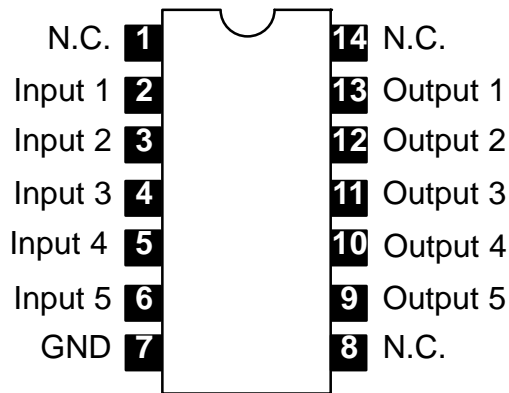 N.C. 1 14 N.C.
Input 1 2 13 Output 1
Input 2 3 12 Output 2
Input 3 4 11 Output 3
Input 4 5 10 Output 4
Input 5 6 9 Output 5
GND 7 8 N.C.